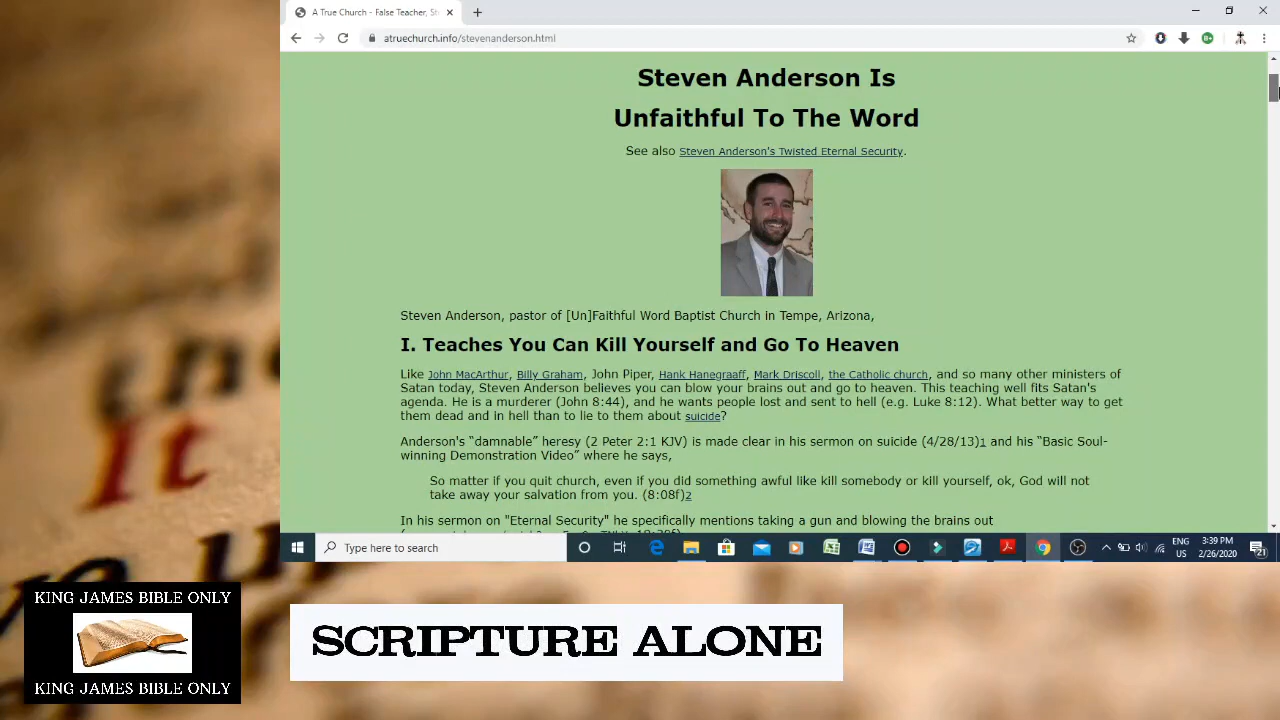 A True Church - False Teacher, St
atruechurch.info/stevenanderson.html
Steven Anderson Is
Unfaithful To The Word
See also Steven Anderson's Twisted Eternal Security.
Steven Anderson, pastor of [Un]Faithful Word Baptist Church in Tempe, Arizona,
I. Teaches You Can Kill Yourself and Go To Heaven
Like John MacArthur, Billy Graham, John Piper, Hank Hanegraaff, Mark Driscoll, the Catholic church, and so many other ministers of
Satan today, Steven Anderson believes you can blow your brains out and go to heaven. This teaching well fits Satan's
agenda. He is a murderer (John 8:44), and he wants people lost and sent to hell (e.g. Luke 8:12). What better way to get
them dead and in hell than to lie to them about suicide?
Anderson's “damnable” heresy (2 Peter 2:1 KJV) is made clear in his sermon on suicide (4/28/13)1 and his “Basic Soul-
winning Demonstration Video” where he says,
So matter if you quit church, even if you did something awful like kill somebody or kill yourself, ok, God will not
take away your salvation from you. (8:08f)2
In his sermon on "Eternal Security" he specifically mentions taking a gun and blowing the brains out
Type here to search
ENG
US
3:39 PM
2/26/2020
21
It
KING JAMES BIBLE ONLY
KING JAMES BIBLE ONLY
SCRIPTURE ALONE